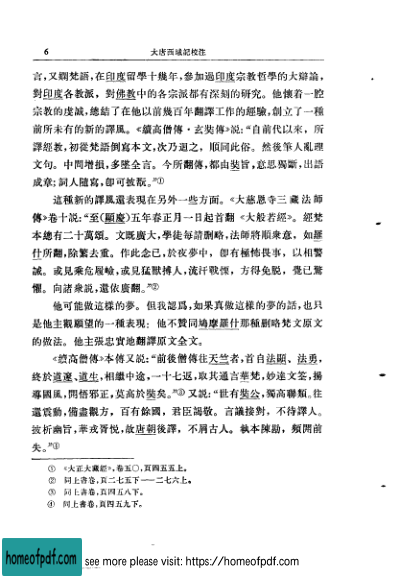 6 大唐西域記校注
言，又嫻梵語，在印度留學十幾年，參加過印度宗教哲學的大辯論，
對印度各教派，對佛教中的各宗派都有深刻的研究。他懷着一腔
宗教的虔誠，總結了在他以前幾百年翻譯工作的經驗，創立了一種
前所未有的新的譯風。《續高僧傳·玄奘傳》說：“自前代以來，所
譯經教，初從梵語倒寫本文，次乃迴之，順同此俗。然後筆人亂理
文句。中間增損，多墜全言。今所翻傳，都由奘旨，意思獨斷，出語
成章；詞人隨寫，卽可披翫。”①
這種新的譯風還表現在另外一些方面。《大慈恩寺三藏法師
傳》卷十說：“至（顯慶）五年春正月一日起首翻《大般若經》。經梵
本總有二十萬頌。文既廣大，學徒每請刪略，法師將順衆意，如羅
什所翻，除繁去重。作此念已，於夜夢中，卽有極怖畏事，以相警
誡。或見乘危履嶮，或見猛獸搏人，流汗戰慄，方得免脫，覺已驚
懼。向諸衆說，還依廣翻。”②
他可能做這樣的夢。但我認爲，如果真做這樣的夢的話，也只
是他主觀願望的一種表現：他不贊同鳩摩羅什那種刪略梵文原文
的做法。他主張忠實地翻譯原文全文。
《續高僧傳》本傳又說：“前後僧傳往天竺者，首自法顯、法勇，
終於道邃、道生，相繼中途，一十七返，取其通言華梵，妙達文筌，揚
導國風，開悟邪正，莫高於奘矣。”③又說：“世有奘公，獨高聯類。往
還震動，備盡觀方，百有餘國，君臣謁敬。言議接對，不待譯人。
披析幽旨，華戎胥悅，故唐朝後譯，不屑古人。執本陳勘，頻開前
失。”④
① 《大正大藏經》，卷五〇，頁四五五上。
② 同上書卷，頁二七五下——二七六上。
③ 同上書卷，頁四五八下。
④ 同上書卷，頁四五九下。
homeofpdf.com see more please visit: https://homeofpdf.com